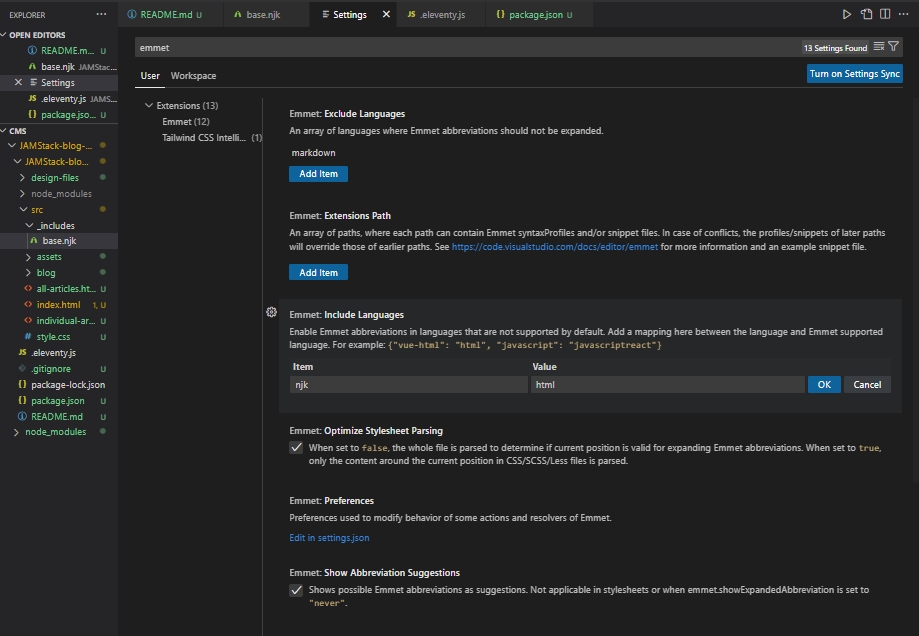 EXPLORER
OPEN EDITORS
README.m... U
base.njk JAMStac...
Settings
JS .eleventy.js JAMS...
{} package.jso... U
CMS
JAMStack-blog-...
JAMStack-blo...
design-files
node_modules
src
_includes
base.njk
assets
blog
<> all-articles.ht... U
<> index.html 1, U
<> individual-ar... U
# style.css U
JS .eleventy.js
.gitignore U
{} package-lock.json
{} package.json U
README.md U
node_modules
README.md U
base.njk
Settings
JS .eleventy.js
{} package.json U
emmet
13 Settings Found
User
Workspace
Turn on Settings Sync
Extensions (13)
Emmet (12)
Tailwind CSS Intelli... (1)
Emmet: Exclude Languages
An array of languages where Emmet abbreviations should not be expanded.
markdown
Add Item
Emmet: Extensions Path
An array of paths, where each path can contain Emmet syntaxProfiles and/or snippet files. In case of conflicts, the profiles/snippets of later paths
will override those of earlier paths. See https://code.visualstudio.com/docs/editor/emmet for more information and an example snippet file.
Add Item
Emmet: Include Languages
Enable Emmet abbreviations in languages that are not supported by default. Add a mapping here between the language and Emmet supported
language. For example: {"vue-html": "html", "javascript": "javascriptreact"}
Item Value
njk html OK Cancel
Emmet: Optimize Stylesheet Parsing
When set to false, the whole file is parsed to determine if current position is valid for expanding Emmet abbreviations. When set to true,
only the content around the current position in CSS/SCSS/Less files is parsed.
Emmet: Preferences
Preferences used to modify behavior of some actions and resolvers of Emmet.
Edit in settings.json
Emmet: Show Abbreviation Suggestions
Shows possible Emmet abbreviations as suggestions. Not applicable in stylesheets or when emmet.showExpandedAbbreviation is set to
"never".